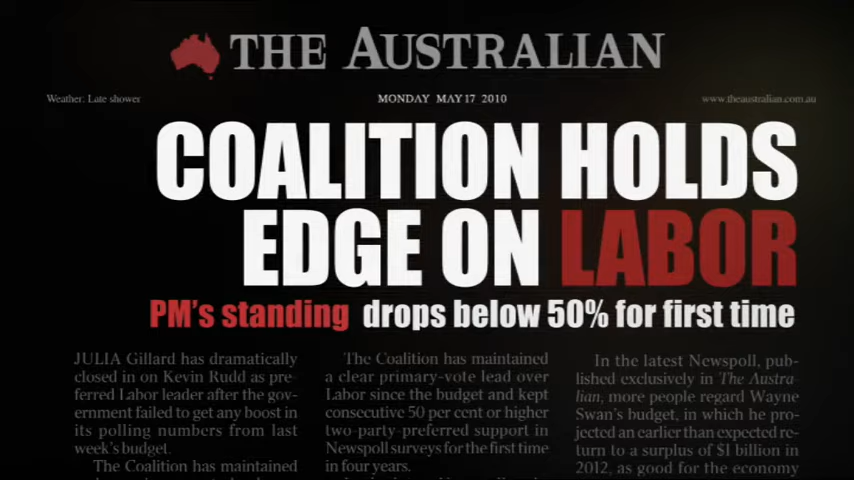 THE AUSTRALIAN
Weather: Late shower
MONDAY MAY 17 2010
www.theaustralian.com.au
COALITION HOLDS
EDGE ON LABOR
PM's standing drops below 50% for first time
JULIA Gillard has dramatically
closed in on Kevin Rudd as pre-
ferred Labor leader after the gov-
ernment failed to get any boost in
its polling numbers from last
week's budget.
The Coalition has maintained
The Coalition has maintained
a clear primary-vote lead over
Labor since the budget and kept
consecutive 50 per cent or higher
two-party-preferred support in
Newspoll surveys for the first time
in four years.
In the latest Newspoll, pub-
lished exclusively in The Austra-
lian, more people regard Wayne
Swan's budget, in which he pro-
jected an earlier than expected re-
turn to a surplus of $1 billion in
2012, as good for the economy